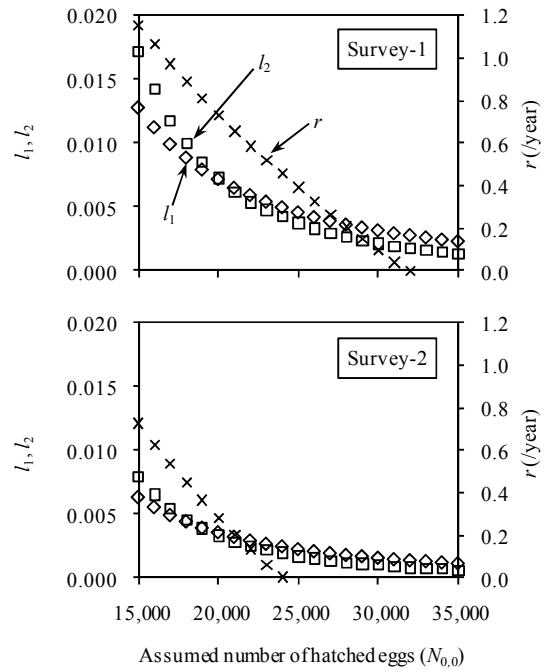 Survey-1
l1, l2
0.020
0.015
0.010
0.005
0.000
l2
r
l1
1.2
1.0
0.8
0.6
0.4
0.2
0.0
r (/year)
Survey-2
l1, l2
0.020
0.015
0.010
0.005
0.000
1.2
1.0
0.8
0.6
0.4
0.2
0.0
r (/year)
15,000 20,000 25,000 30,000 35,000
Assumed number of hatched eggs (N0,0)